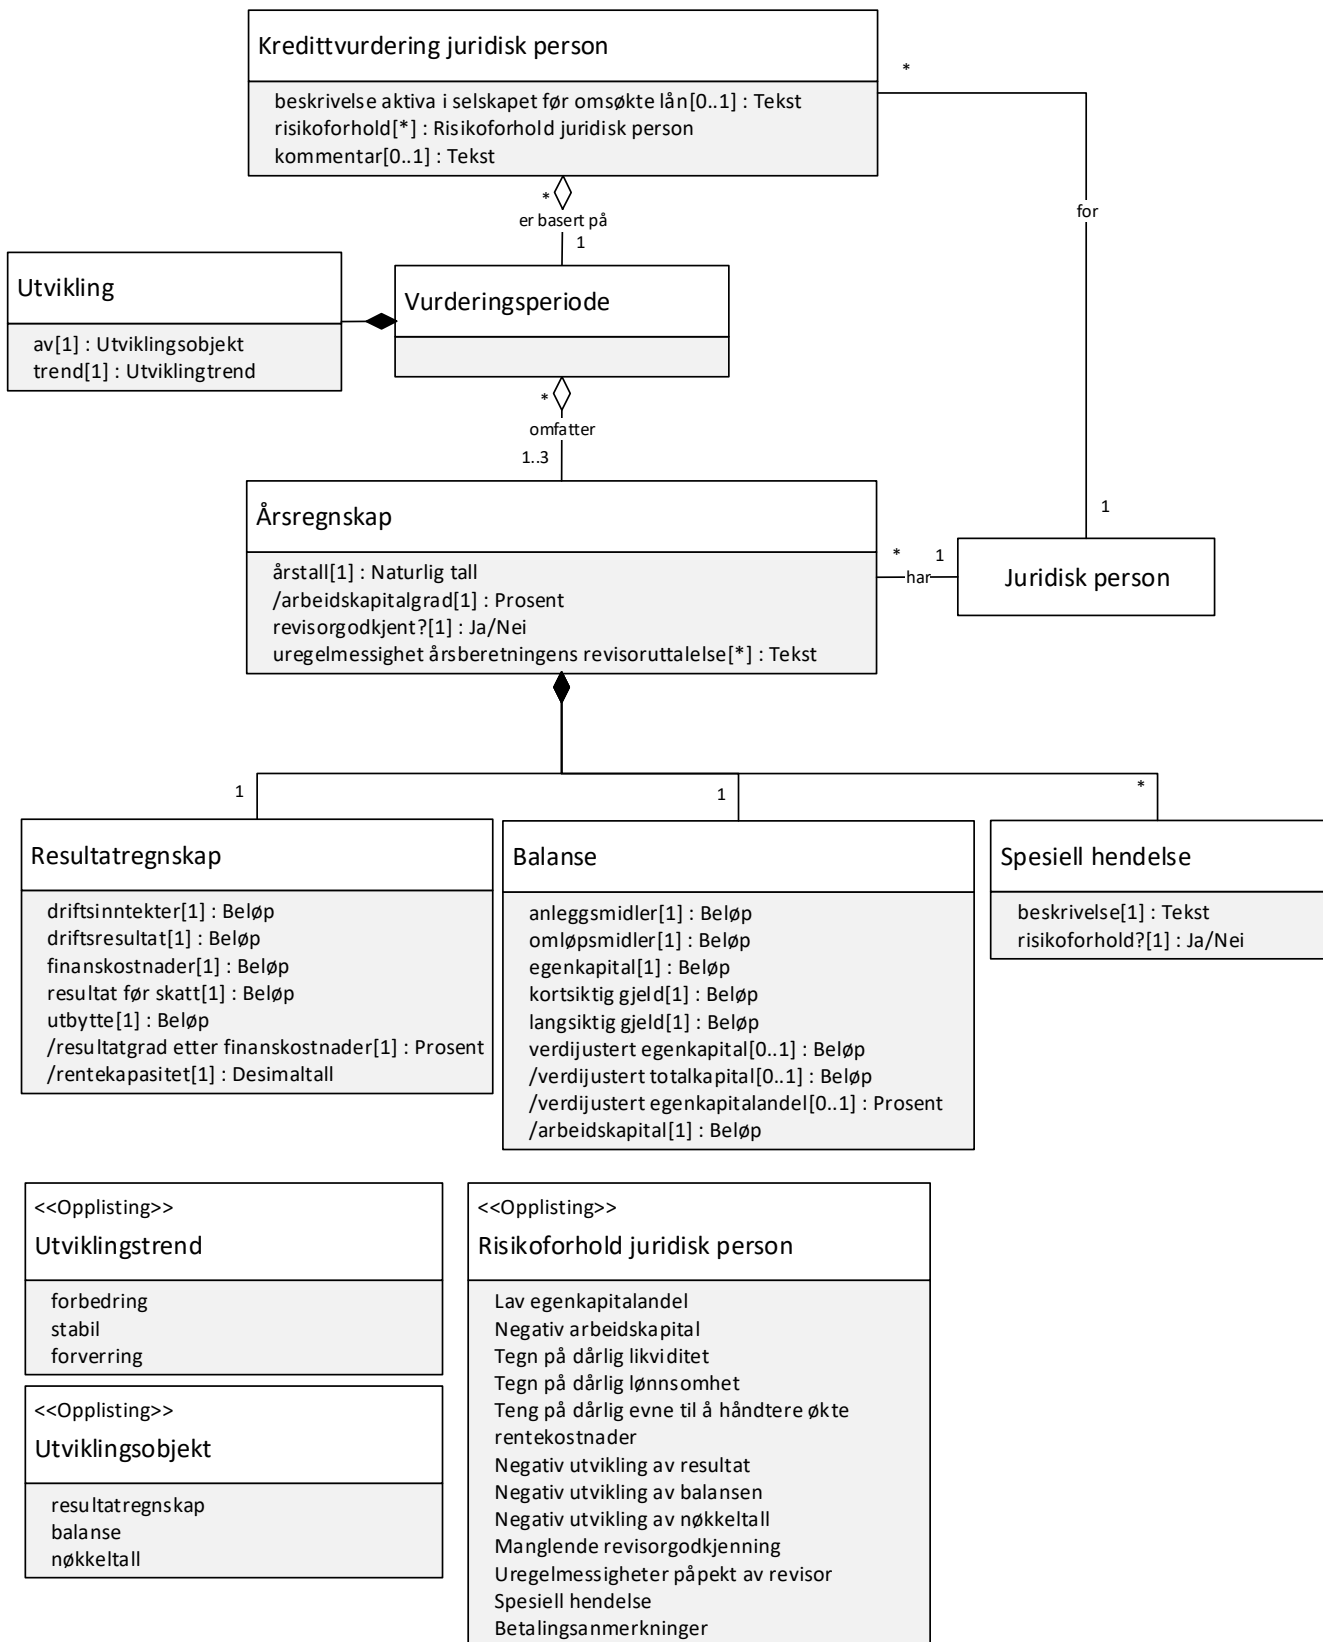 Kredittvurdering juridisk person
beskrivelse aktiva i selskapet før omsøkte lån[0..1] : Tekst
risikoforhold[*] : Risikoforhold juridisk person
kommentar[0..1] : Tekst
*
*
er basert på
1
for
Utvikling
av[1] : Utviklingsobjekt
trend[1] : Utviklingtrend
Vurderingsperiode
*
omfatter
1..3
Årsregnskap
årstall[1] : Naturlig tall
/arbeidskapitalgrad[1] : Prosent
revisorgodkjent?[1] : Ja/Nei
uregelmessighet årsberetningens revisoruttalelse[*] : Tekst
1
*
1
har
Juridisk person
1
1
*
Resultatregnskap
driftsinntekter[1] : Beløp
driftsresultat[1] : Beløp
finanskostnader[1] : Beløp
resultat før skatt[1] : Beløp
utbytte[1] : Beløp
/resultatgrad etter finanskostnader[1] : Prosent
/rentekapasitet[1] : Desimaltall
Balanse
anleggsmidler[1] : Beløp
omløpsmidler[1] : Beløp
egenkapital[1] : Beløp
kortsiktig gjeld[1] : Beløp
langsiktig gjeld[1] : Beløp
verdijustert egenkapital[0..1] : Beløp
/verdijustert totalkapital[0..1] : Beløp
/verdijustert egenkapitalandel[0..1] : Prosent
/arbeidskapital[1] : Beløp
Spesiell hendelse
beskrivelse[1] : Tekst
risikoforhold?[1] : Ja/Nei
<<Opplisting>>
Utviklingstrend
forbedring
stabil
forverring
<<Opplisting>>
Utviklingsobjekt
resultatregnskap
balanse
nøkkeltall
<<Opplisting>>
Risikoforhold juridisk person
Lav egenkapitalandel
Negativ arbeidskapital
Tegn på dårlig likviditet
Tegn på dårlig lønnsomhet
Teng på dårlig evne til å håndtere økte
rentekostnader
Negativ utvikling av resultat
Negativ utvikling av balansen
Negativ utvikling av nøkkeltall
Manglende revisorgodkjenning
Uregelmessigheter påpekt av revisor
Spesiell hendelse
Betalingsanmerkninger